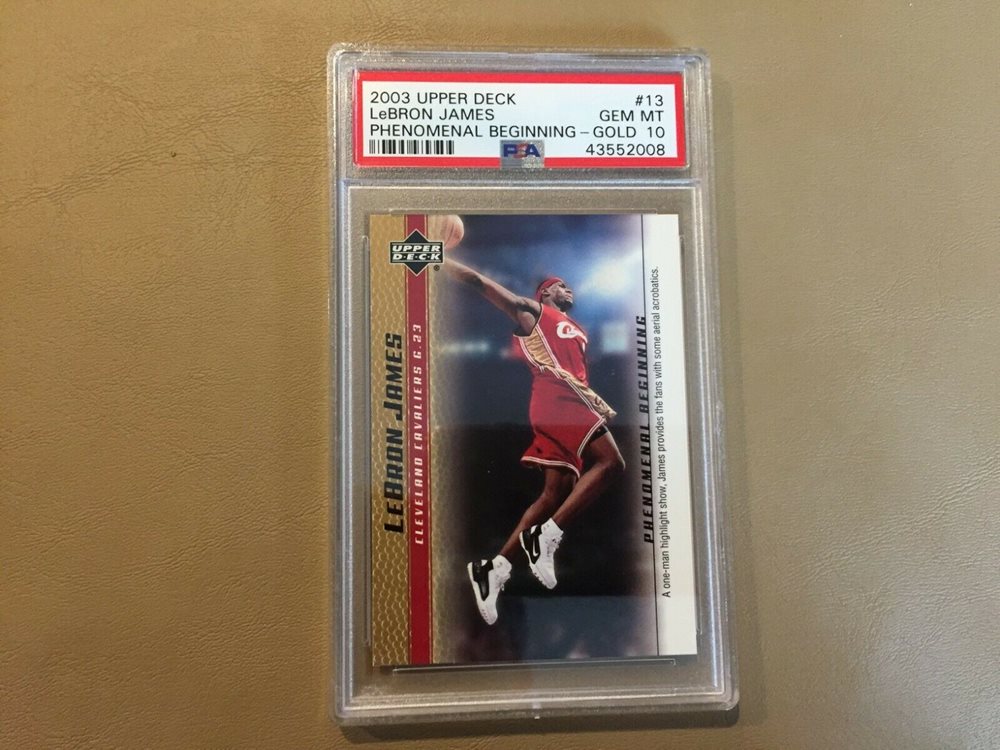 2003 UPPER DECK #13
LeBRON JAMES GEM MT
PHENOMENAL BEGINNING – GOLD 10
PSA 43552008
UPPER
D·E·C·K
®
LEBRON JAMES
CLEVELAND CAVALIERS G.23
PHENOMENAL BEGINNING
A one-man highlight show, James provides the fans with some aerial acrobatics.